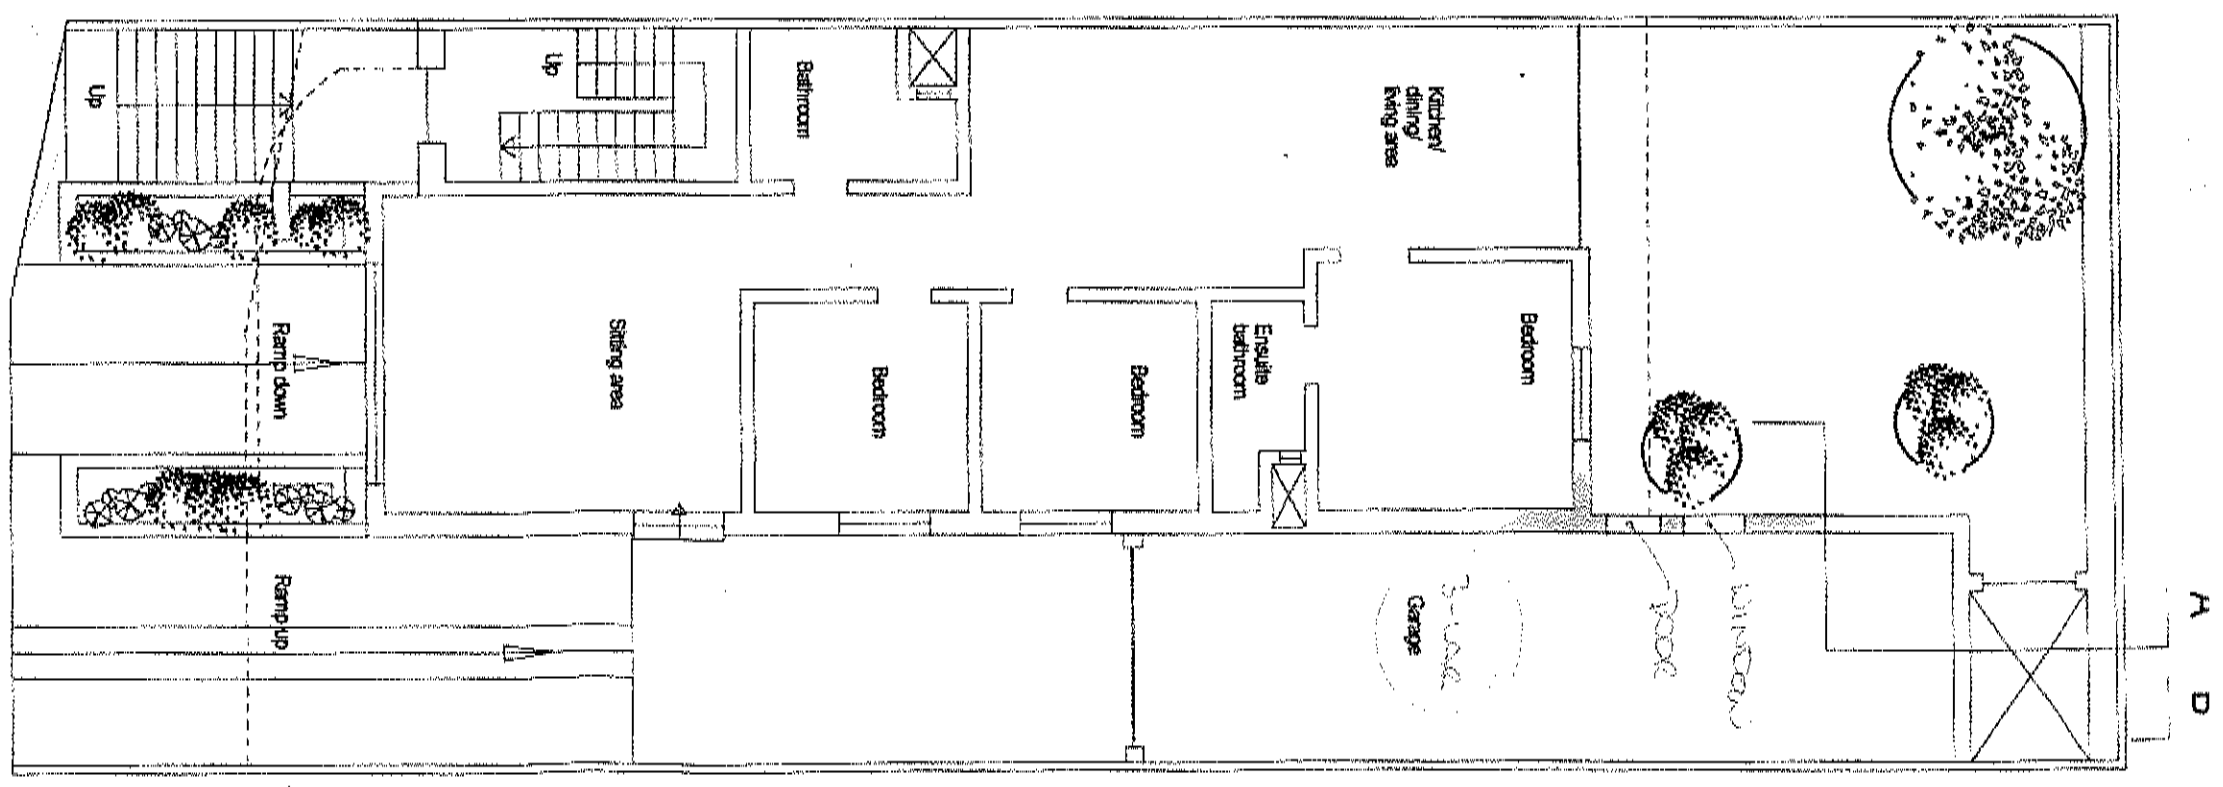 Up
Up
Bathroom
Kitchen/
dining/
living area
Ramp down
Sitting area
Bedroom
Bedroom
Ensuite
bathroom
Bedroom
Ramp up
Garage
DOOR
WINDOW
A
D